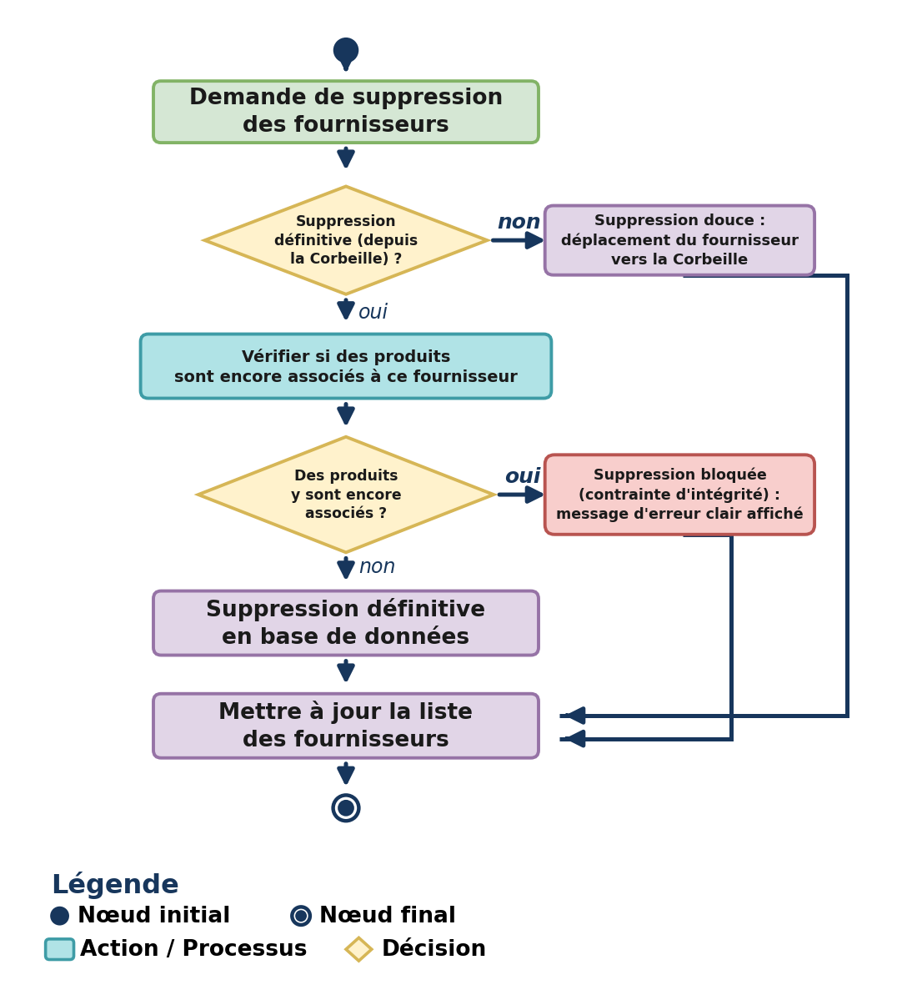 Demande de suppression
des fournisseurs
Suppression
définitive (depuis
la Corbeille) ?
non
Suppression douce :
déplacement du fournisseur
vers la Corbeille
oui
Vérifier si des produits
sont encore associés à ce fournisseur
Des produits
y sont encore
associés ?
oui
Suppression bloquée
(contrainte d'intégrité) :
message d'erreur clair affiché
non
Suppression définitive
en base de données
Mettre à jour la liste
des fournisseurs
Légende
Nœud initial
Nœud final
Action / Processus
Décision